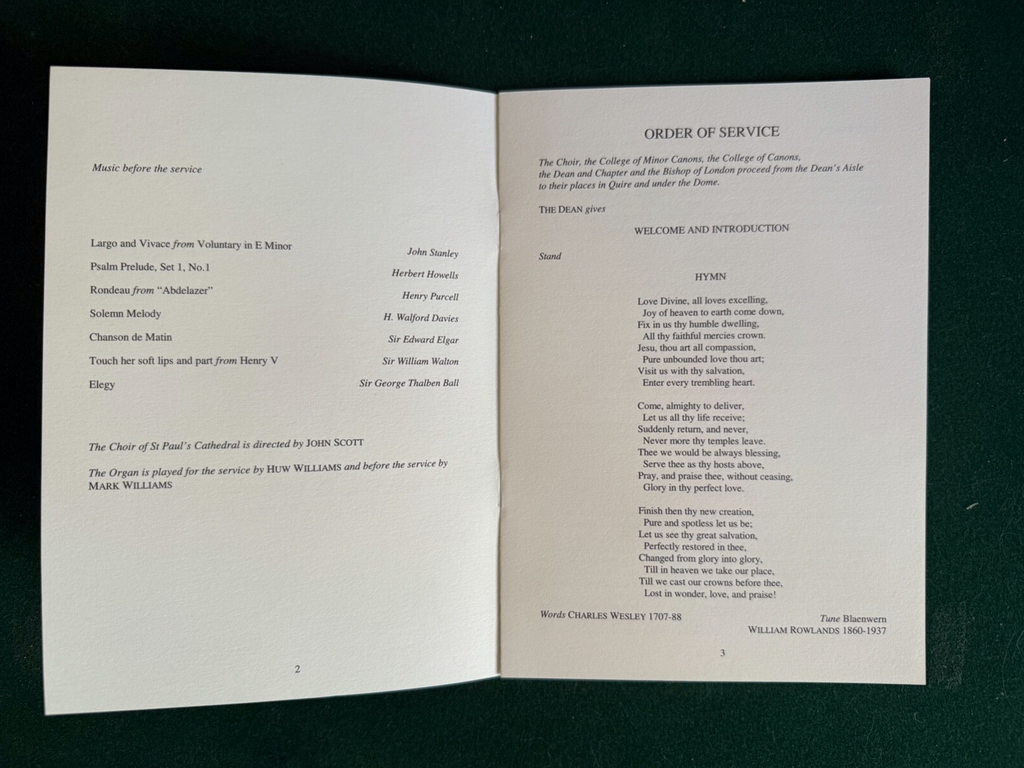 Music before the service
Largo and Vivace from Voluntary in E Minor John Stanley
Psalm Prelude, Set 1, No.1 Herbert Howells
Rondeau from “Abdelazer” Henry Purcell
Solemn Melody H. Walford Davies
Chanson de Matin Sir Edward Elgar
Touch her soft lips and part from Henry V Sir William Walton
Elegy Sir George Thalben Ball
The Choir of St Paul's Cathedral is directed by JOHN SCOTT
The Organ is played for the service by HUW WILLIAMS and before the service by
MARK WILLIAMS
2
ORDER OF SERVICE
The Choir, the College of Minor Canons, the College of Canons,
the Dean and Chapter and the Bishop of London proceed from the Dean's Aisle
to their places in Quire and under the Dome.
THE DEAN gives
WELCOME AND INTRODUCTION
Stand
HYMN
Love Divine, all loves excelling,
Joy of heaven to earth come down,
Fix in us thy humble dwelling,
All thy faithful mercies crown.
Jesu, thou art all compassion,
Pure unbounded love thou art;
Visit us with thy salvation,
Enter every trembling heart.
Come, almighty to deliver,
Let us all thy life receive;
Suddenly return, and never,
Never more thy temples leave.
Thee we would be always blessing,
Serve thee as thy hosts above,
Pray, and praise thee, without ceasing,
Glory in thy perfect love.
Finish then thy new creation,
Pure and spotless let us be;
Let us see thy great salvation,
Perfectly restored in thee,
Changed from glory into glory,
Till in heaven we take our place,
Till we cast our crowns before thee,
Lost in wonder, love, and praise!
Words CHARLES WESLEY 1707-88 Tune Blaenwern
WILLIAM ROWLANDS 1860-1937
3